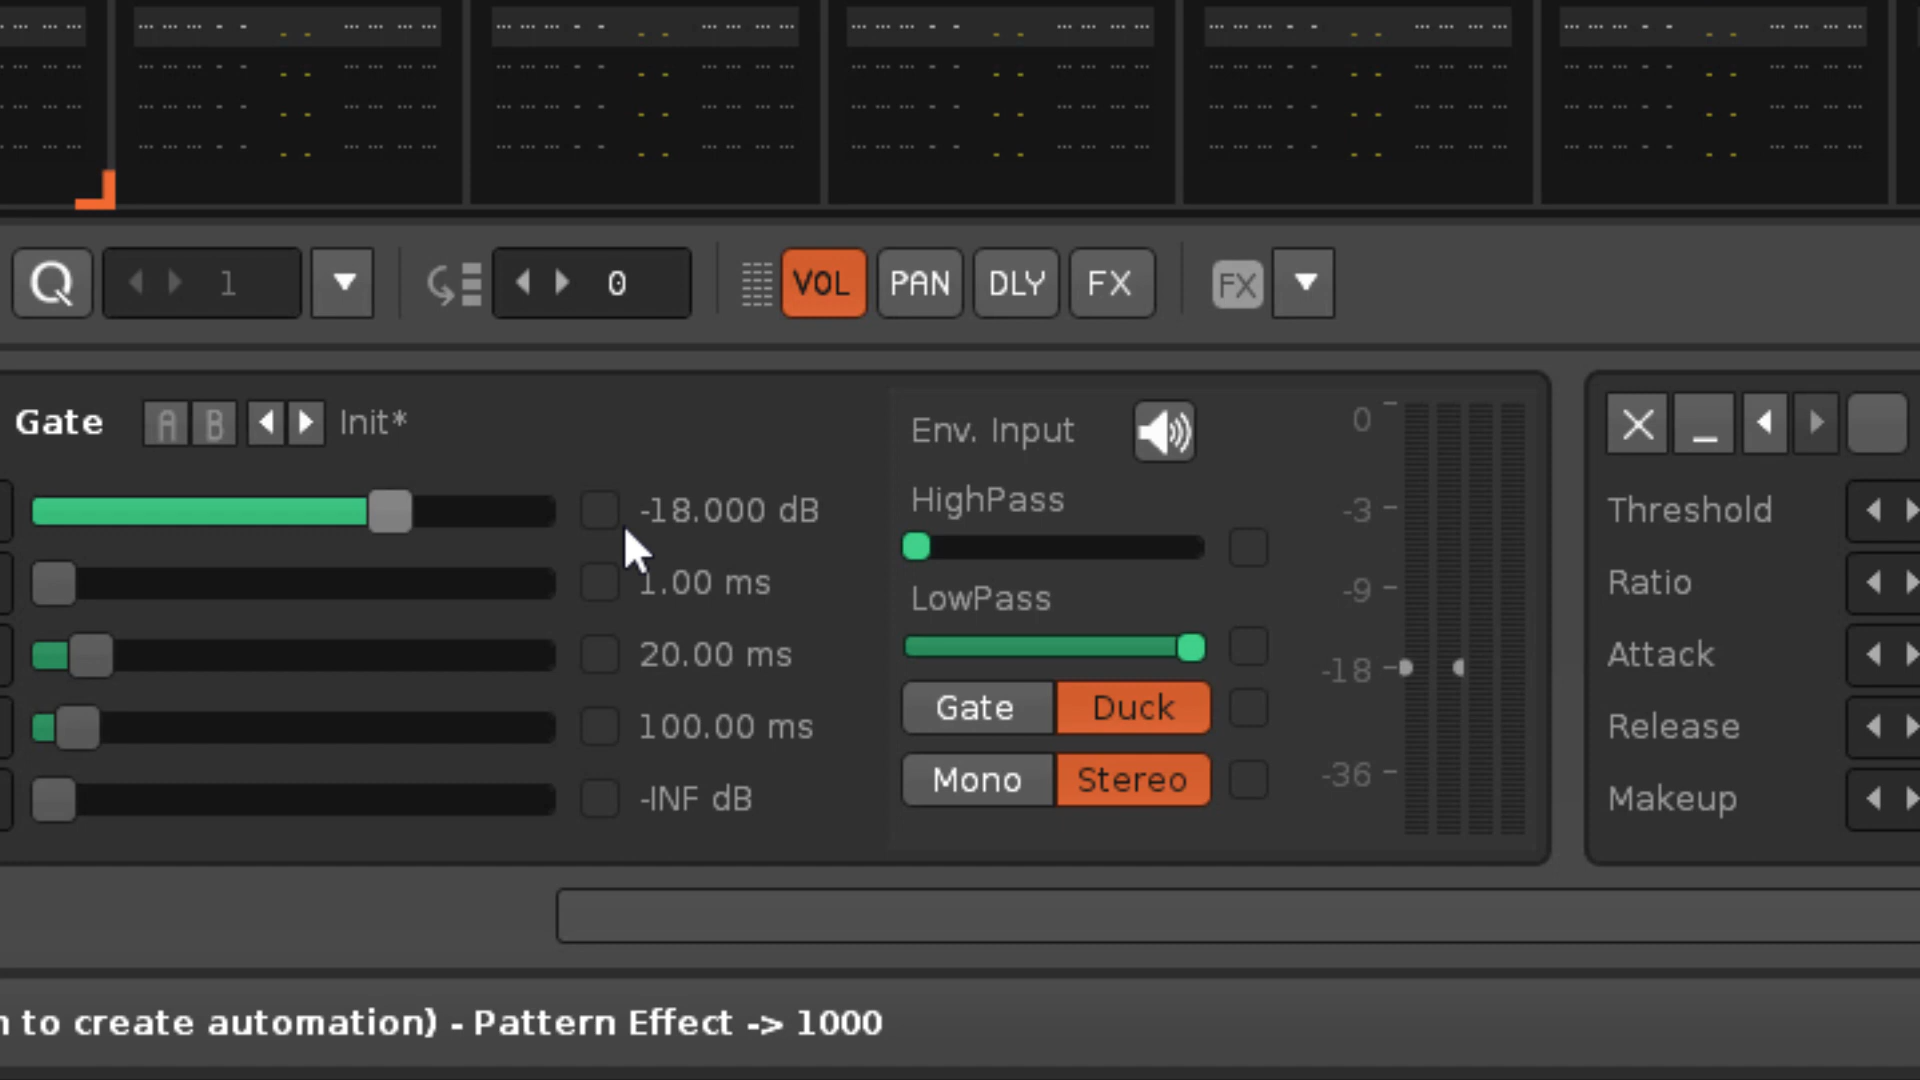 Q 1 0 VOL PAN DLY FX FX
Gate A B Init*
-18.000 dB
1.00 ms
20.00 ms
100.00 ms
-INF dB
Env. Input
HighPass
LowPass
Gate Duck
Mono Stereo
0
-3
-9
-18
-36
Threshold
Ratio
Attack
Release
Makeup
to create automation) - Pattern Effect -> 1000